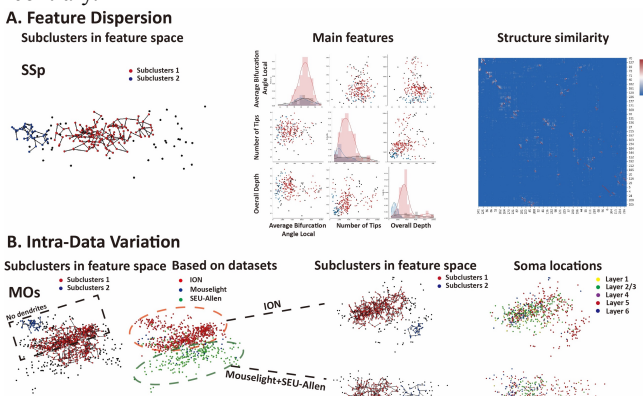 A. Feature Dispersion
Subclusters in feature space
Main features
Structure similarity
SSp
Subclusters 1
Subclusters 2
Average Bifurcation
Angle Local
Number of Tips
Overall Depth
Average Bifurcation
Angle Local
Number of Tips
Overall Depth
B. Intra-Data Variation
Subclusters in feature space
Based on datasets
Subclusters in feature space
Soma locations
MOs
Subclusters 1
Subclusters 2
No dendrites
ION
Mouselight
SEU-Allen
ION
Mouselight+SEU-Allen
Subclusters 1
Subclusters 2
Layer 1
Layer 2/3
Layer 4
Layer 5
Layer 6